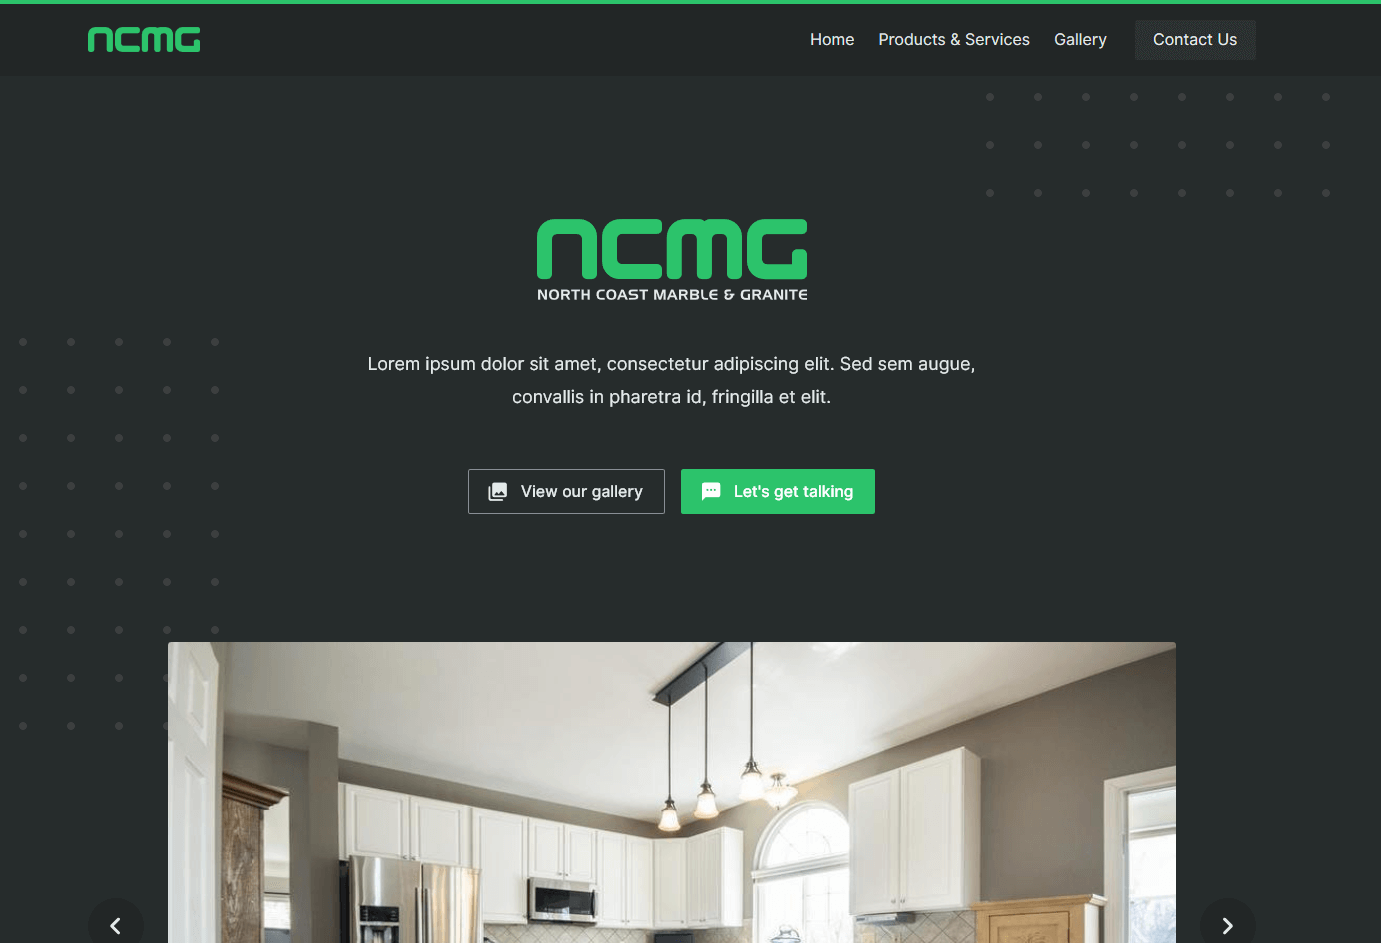 ncmg
Home Products & Services Gallery Contact Us
ncmg
NORTH COAST MARBLE & GRANITE
Lorem ipsum dolor sit amet, consectetur adipiscing elit. Sed sem augue,
convallis in pharetra id, fringilla et elit.
View our gallery
Let's get talking